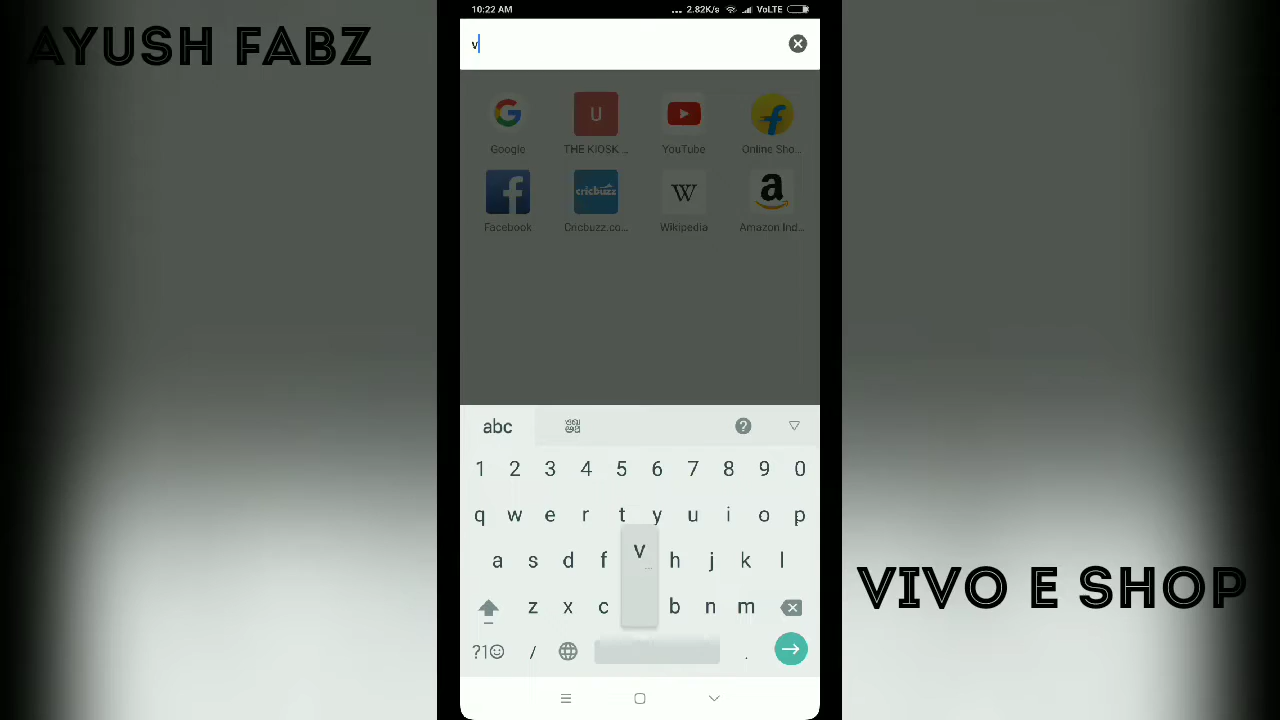 AYUSH FABZ
10:22 AM ... 2.82K/s VoLTE
v
G U
Google THE KIOSK ... YouTube Online Sho...
f cricbuzz W a
Facebook Cricbuzz.co... Wikipedia Amazon Ind...
abc ?
1 2 3 4 5 6 7 8 9 0
q w e r t y u i o p
a s d f v h j k l
z x c b n m
?1 / .
VIVO E SHOP